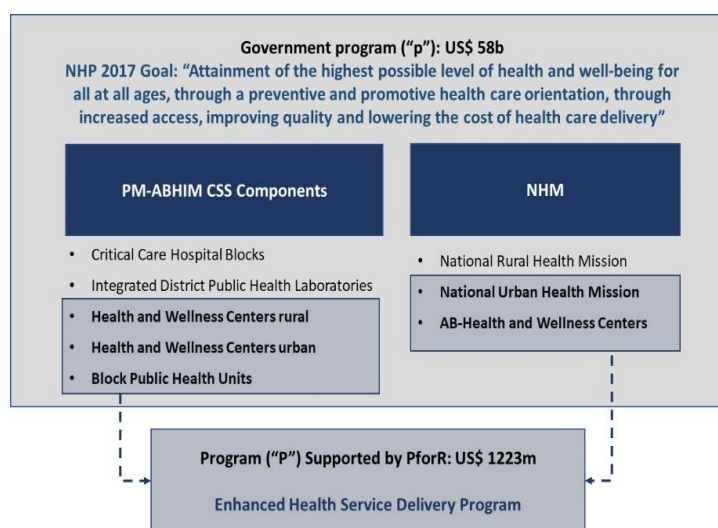 Government program (“p”): US$ 58b
NHP 2017 Goal: “Attainment of the highest possible level of health and well-being for
all at all ages, through a preventive and promotive health care orientation, through
increased access, improving quality and lowering the cost of health care delivery”
PM-ABHIM CSS Components
• Critical Care Hospital Blocks
• Integrated District Public Health Laboratories
• Health and Wellness Centers rural
• Health and Wellness Centers urban
• Block Public Health Units
NHM
• National Rural Health Mission
• National Urban Health Mission
• AB-Health and Wellness Centers
Program (“P”) Supported by PforR: US$ 1223m
Enhanced Health Service Delivery Program